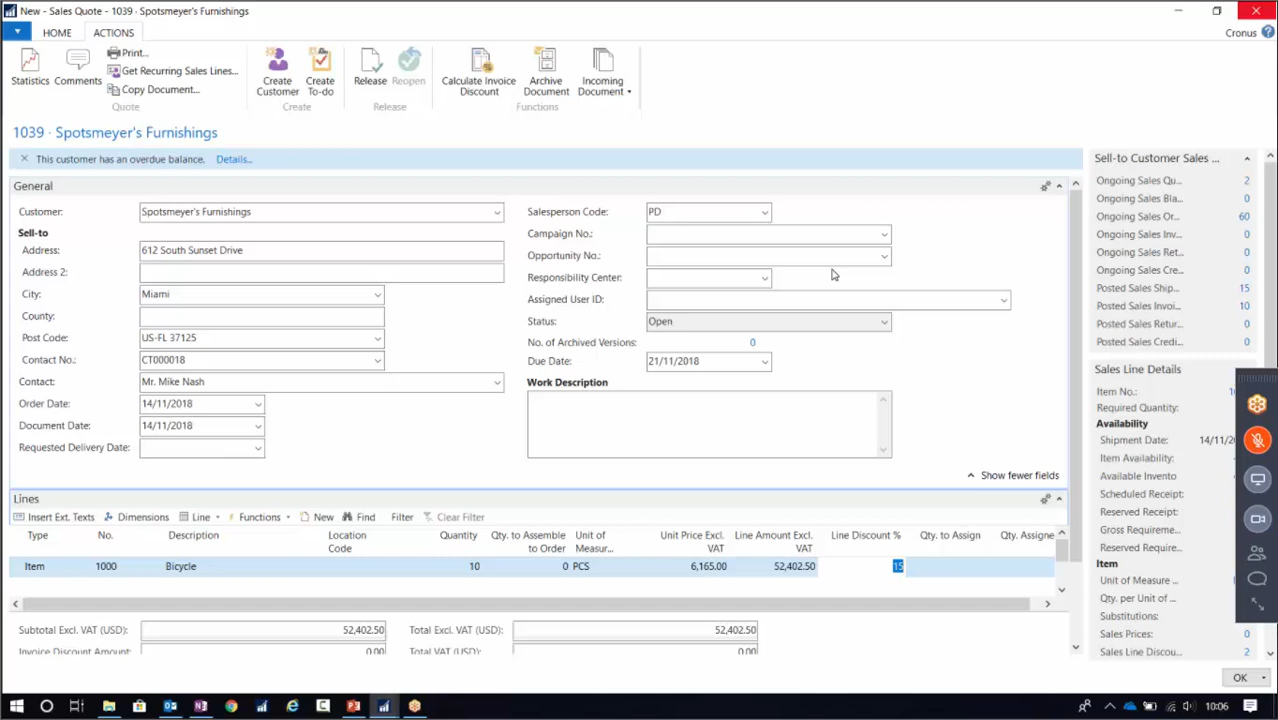 New - Sales Quote - 1039 · Spotsmeyer's Furnishings
HOME
ACTIONS
Cronus
Statistics
Comments
Print...
Get Recurring Sales Lines...
Copy Document...
Quote
Create Customer
Create To-do
Create
Release
Reopen
Release
Calculate Invoice Discount
Archive Document
Incoming Document
Functions
1039 · Spotsmeyer's Furnishings
This customer has an overdue balance. Details...
General
Customer: Spotsmeyer's Furnishings
Sell-to
Address: 612 South Sunset Drive
Address 2:
City: Miami
County:
Post Code: US-FL 37125
Contact No.: CT000018
Contact: Mr. Mike Nash
Order Date: 14/11/2018
Document Date: 14/11/2018
Requested Delivery Date:
Salesperson Code: PD
Campaign No.:
Opportunity No.:
Responsibility Center:
Assigned User ID:
Status: Open
No. of Archived Versions: 0
Due Date: 21/11/2018
Work Description
Show fewer fields
Lines
Insert Ext. Texts Dimensions Line Functions New Find Filter Clear Filter
Type No. Description Location Code Quantity Qty. to Assemble to Order Unit of Measur... Unit Price Excl. VAT Line Amount Excl. VAT Line Discount % Qty. to Assign Qty. Assigne
Item 1000 Bicycle 10 0 PCS 6,165.00 52,402.50 15
Subtotal Excl. VAT (USD): 52,402.50 Total Excl. VAT (USD): 52,402.50
Invoice Discount Amount: 0.00 Total VAT (USD): 0.00
Sell-to Customer Sales ...
Ongoing Sales Qu... 2
Ongoing Sales Bla... 0
Ongoing Sales Or... 60
Ongoing Sales Inv... 0
Ongoing Sales Ret... 0
Ongoing Sales Cre... 0
Posted Sales Ship... 15
Posted Sales Invoi... 10
Posted Sales Retur... 0
Posted Sales Credi... 0
Sales Line Details
Item No.:
Required Quantity:
Availability
Shipment Date: 14/11/2
Item Availability:
Available Invento
Scheduled Receipt:
Reserved Receipt:
Gross Requireme...
Reserved Require...
Item
Unit of Measure ...
Qty. per Unit of ...
Substitutions:
Sales Prices: 0
Sales Line Discou... 2
OK
10:06